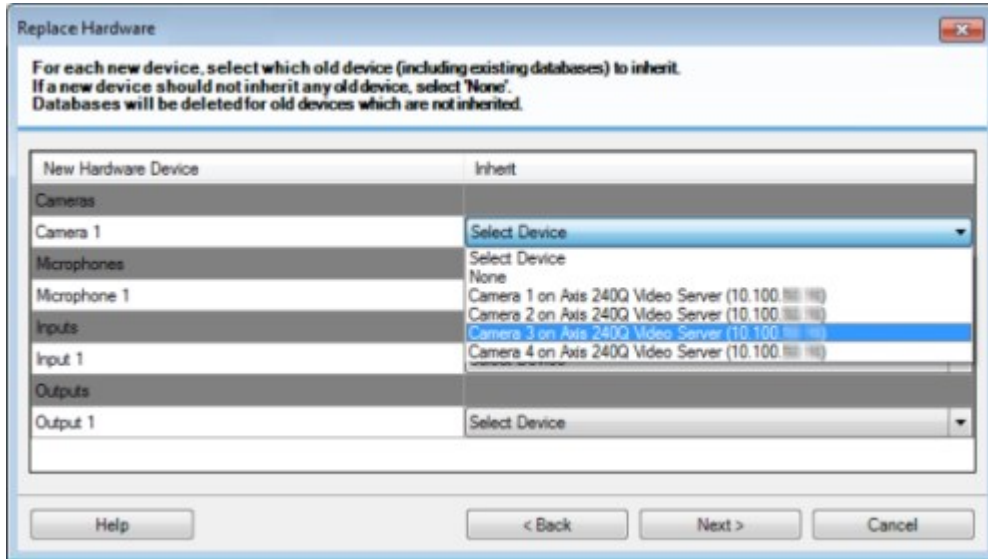 Replace Hardware
For each new device, select which old device (including existing databases) to inherit.
If a new device should not inherit any old device, select 'None'.
Databases will be deleted for old devices which are not inherited.
New Hardware Device Inherit
Cameras
Camera 1 Select Device
Select Device
None
Camera 1 on Axis 240Q Video Server (10.100.
Camera 2 on Axis 240Q Video Server (10.100.
Camera 3 on Axis 240Q Video Server (10.100.
Camera 4 on Axis 240Q Video Server (10.100.
Microphones
Microphone 1
Inputs
Input 1
Outputs
Output 1 Select Device
Help < Back Next > Cancel